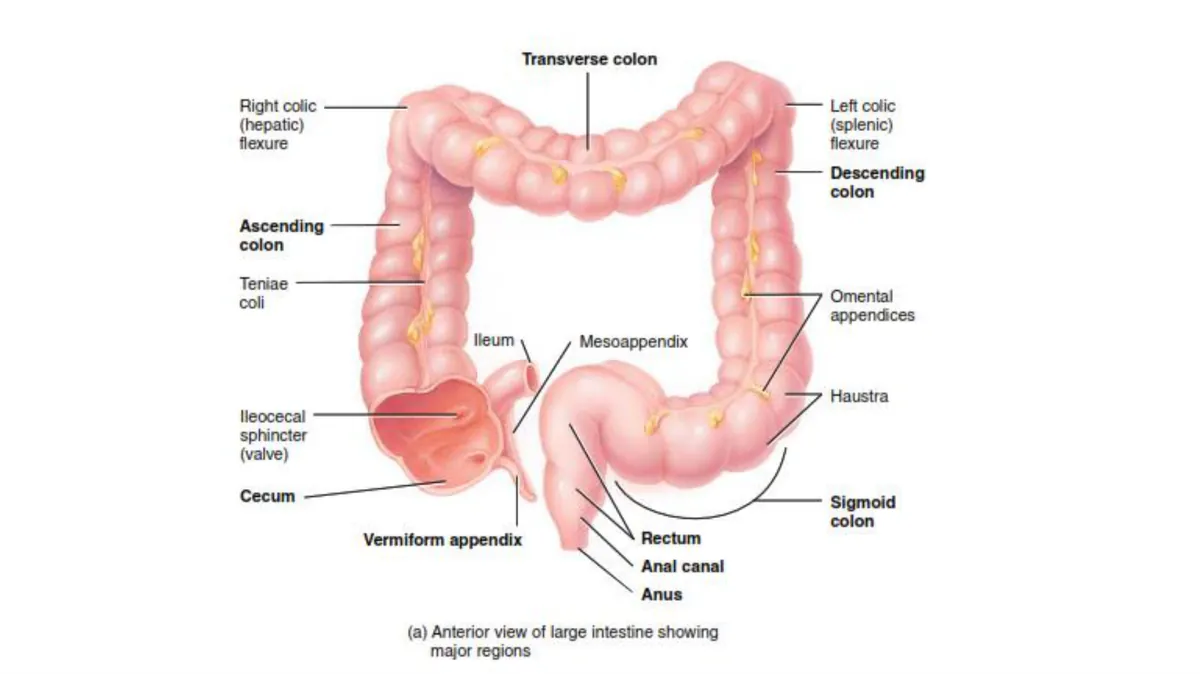 Transverse colon
Right colic
(hepatic)
flexure
Left colic
(splenic)
flexure
Descending
colon
Ascending
colon
Teniae
coli
Omental
appendices
Ileum
Mesoappendix
Haustra
Ileocecal
sphincter
(valve)
Cecum
Sigmoid
colon
Vermiform appendix
Rectum
Anal canal
Anus
(a) Anterior view of large intestine showing
major regions